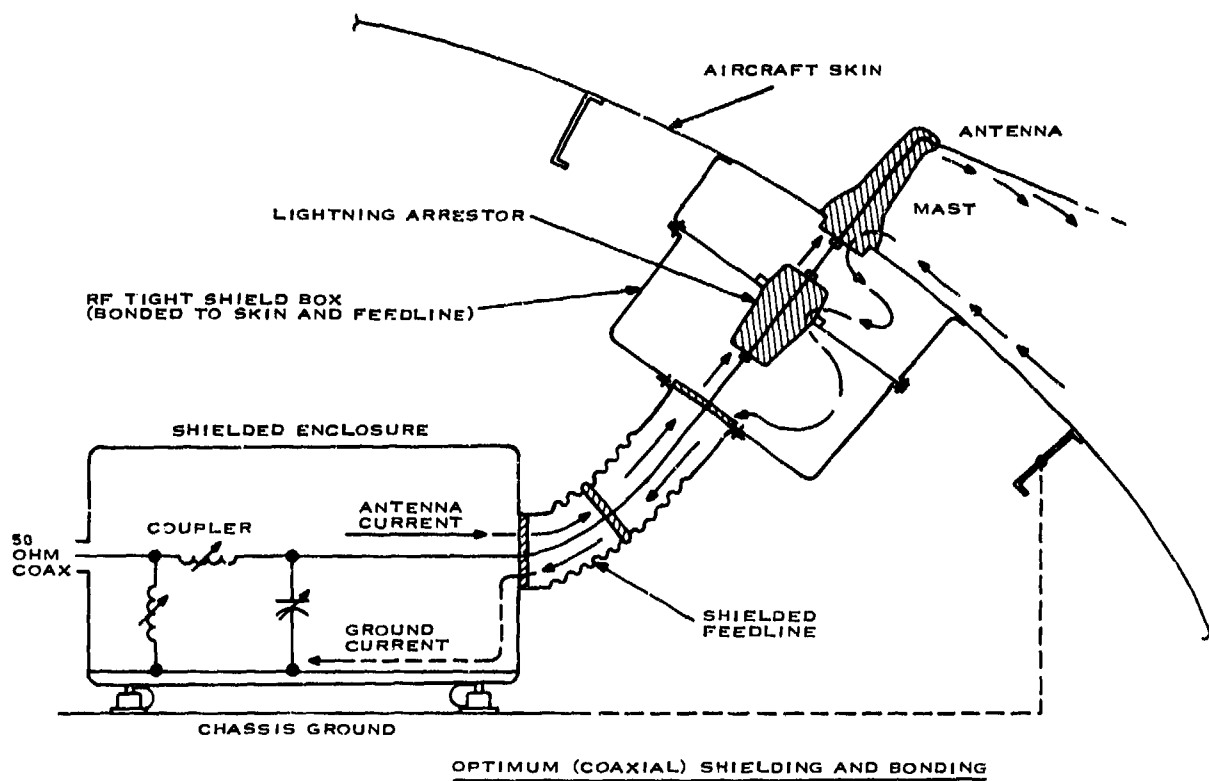 AIRCRAFT SKIN
ANTENNA
LIGHTNING ARRESTOR
MAST
RF TIGHT SHIELD BOX
(BONDED TO SKIN AND FEEDLINE)
SHIELDED ENCLOSURE
ANTENNA
CURRENT
COUPLER
50
OHM
COAX
SHIELDED
FEEDLINE
GROUND
CURRENT
CHASSIS GROUND
OPTIMUM (COAXIAL) SHIELDING AND BONDING